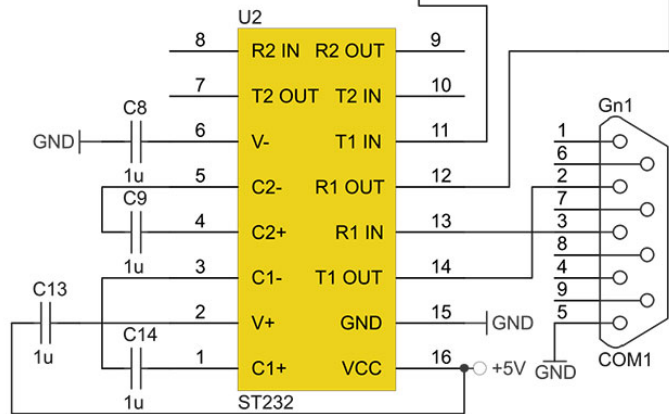 U2
8 R2 IN R2 OUT 9
7 T2 OUT T2 IN 10
C8
GND 1u 6 V- T1 IN 11
5 C2- R1 OUT 12
C9
1u 4 C2+ R1 IN 13
3 C1- T1 OUT 14
C13
1u 2 V+ GND 15 GND
C14
1u 1 C1+ VCC 16 +5V
ST232
Gn1
1
6
2
7
3
8
4
9
5
GND
COM1